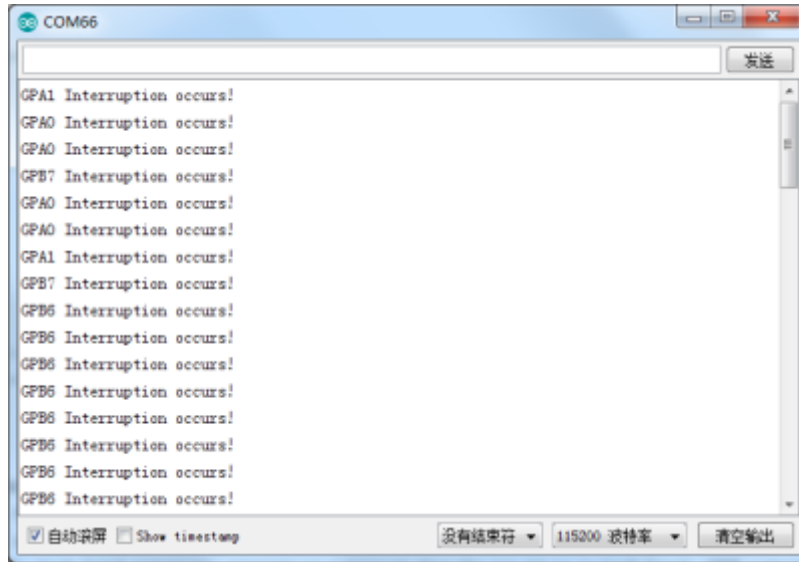 COM66
发送
GPA1 Interruption occurs!
GPA0 Interruption occurs!
GPA0 Interruption occurs!
GPB7 Interruption occurs!
GPA0 Interruption occurs!
GPA0 Interruption occurs!
GPA1 Interruption occurs!
GPB7 Interruption occurs!
GPB6 Interruption occurs!
GPB6 Interruption occurs!
GPB6 Interruption occurs!
GPB6 Interruption occurs!
GPB6 Interruption occurs!
GPB6 Interruption occurs!
GPB6 Interruption occurs!
GPB6 Interruption occurs!
自动滚屏 Show timestamp 没有结束符 115200 波特率 清空输出